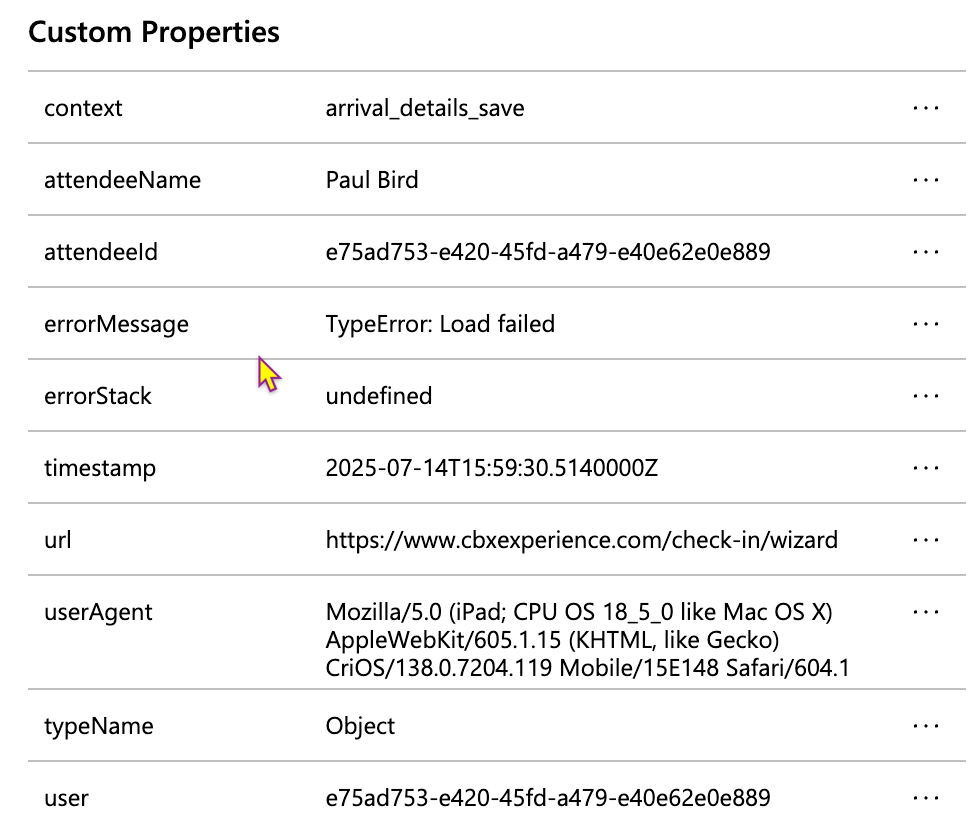 Custom Properties
context arrival_details_save ...
attendeeName Paul Bird ...
attendeeId e75ad753-e420-45fd-a479-e40e62e0e889 ...
errorMessage TypeError: Load failed ...
errorStack undefined ...
timestamp 2025-07-14T15:59:30.5140000Z ...
url https://www.cbxexperience.com/check-in/wizard ...
userAgent Mozilla/5.0 (iPad; CPU OS 18_5_0 like Mac OS X) ...
AppleWebKit/605.1.15 (KHTML, like Gecko)
CriOS/138.0.7204.119 Mobile/15E148 Safari/604.1
typeName Object ...
user e75ad753-e420-45fd-a479-e40e62e0e889 ...